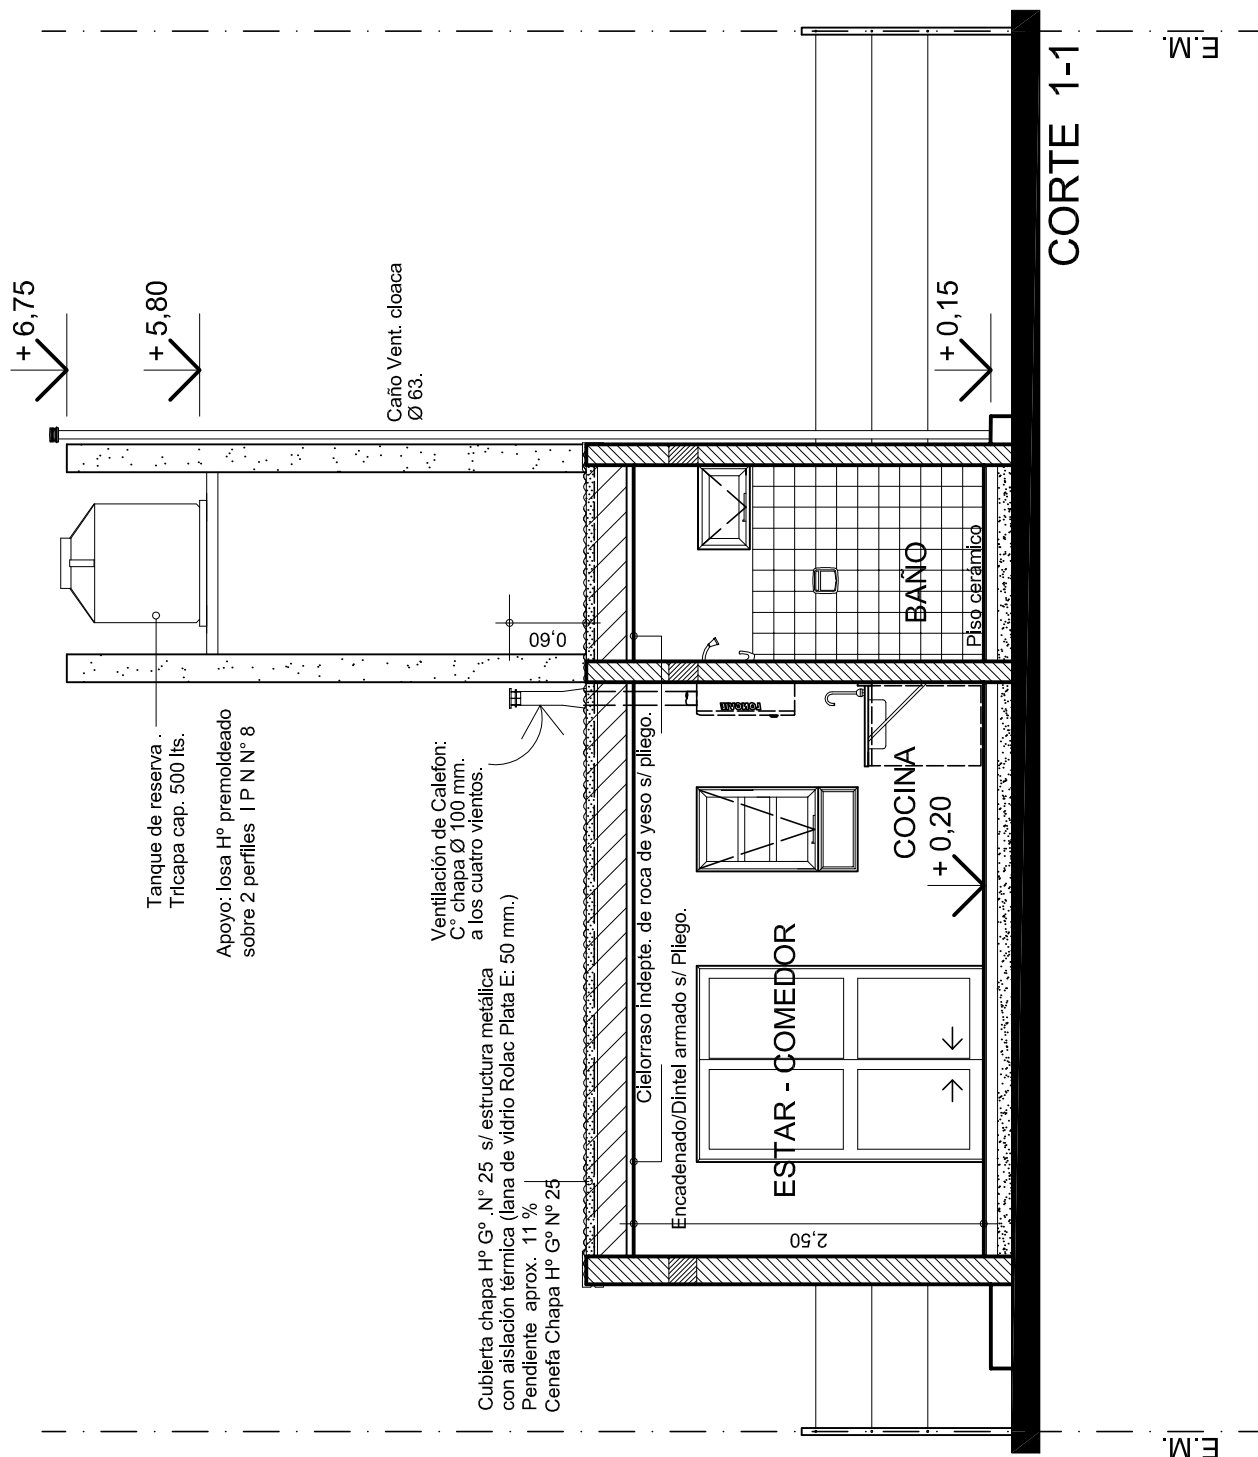 + 6,75
+ 5,80
Caño Vent. cloaca
Ø 63.
+ 0,15
Tanque de reserva .
TrIcapa cap. 500 lts.
Apoyo: losa Hº premoldeado
sobre 2 perfiles I P N N° 8
0,60
Ventilación de Calefon:
C° chapa Ø 100 mm.
a los cuatro vientos.
Cubierta chapa Hº Gº .N° 25 s/ estructura metálica
con aislación térmica (lana de vidrio Rolac Plata E: 50 mm.)
Pendiente aprox. 11 %
Cenefa Chapa Hº Gº Nº 25
Cielorraso indepte. de roca de yeso s/ pliego.
Encadenado/Dintel armado s/ Pliego.
2,50
ESTAR - COMEDOR
COCINA
+ 0,20
BAÑO
Piso cerámico
CORTE 1-1
E.M.
E.M.